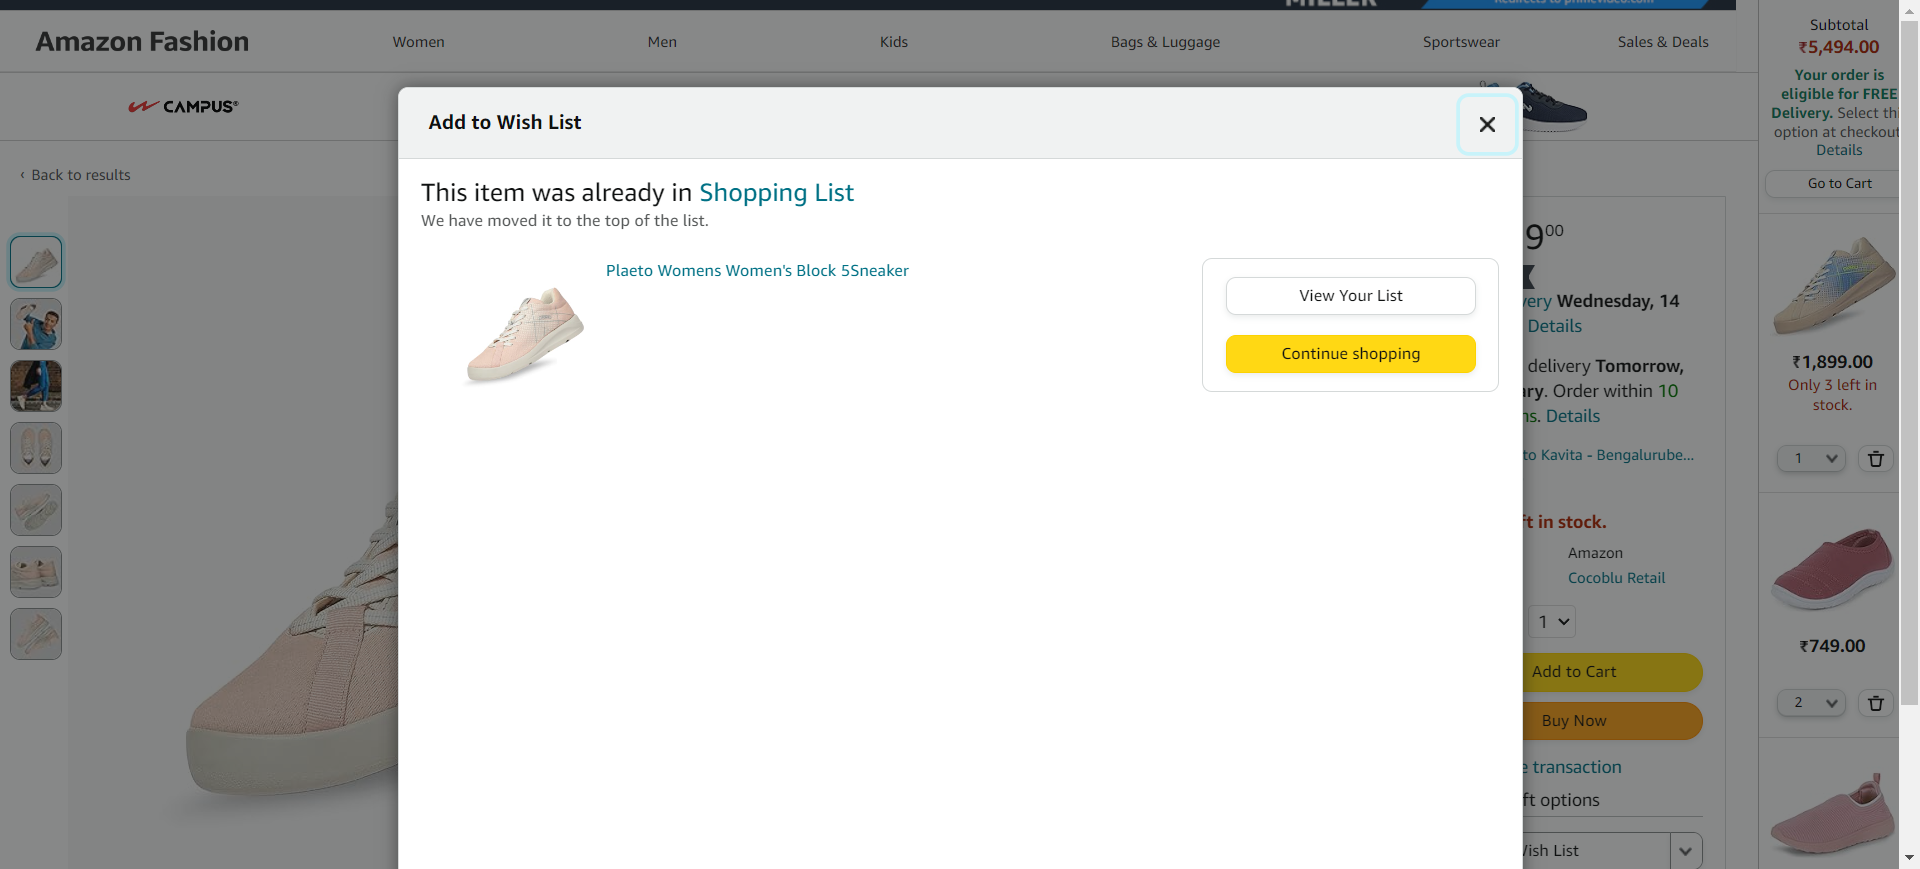 Amazon Fashion
Women
Men
Kids
Bags & Luggage
Sportswear
Sales & Deals
CAMPUS®
‹ Back to results
Add to Wish List
This item was already in Shopping List
We have moved it to the top of the list.
Plaeto Womens Women's Block 5Sneaker
View Your List
Continue shopping
900
Wednesday, 14
Details
delivery Tomorrow,
. Order within 10
Details
to Kavita - Bengalurube...
in stock.
Amazon
Cocoblu Retail
1
Add to Cart
Buy Now
transaction
options
List
Subtotal
₹5,494.00
Your order is
eligible for FREE
Delivery. Select
option at checkout
Details
Go to Cart
₹1,899.00
Only 3 left in
stock.
1
₹749.00
2